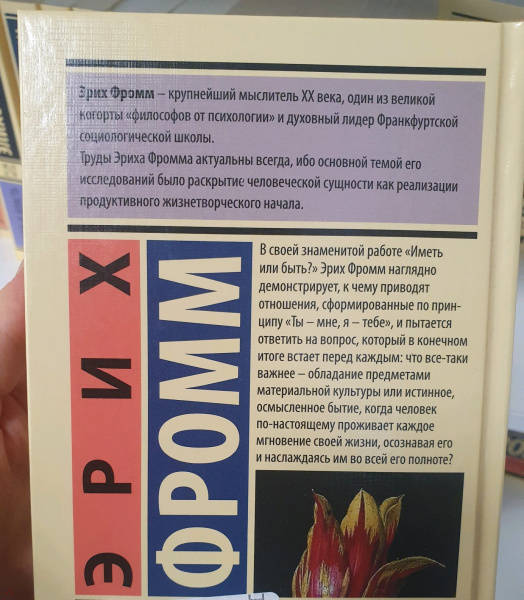 Эрих Фромм – крупнейший мыслитель XX века, один из великой
когорты «философов от психологии» и духовный лидер Франкфуртской
социологической школы.
Труды Эриха Фромма актуальны всегда, ибо основной темой его
исследований было раскрытие человеческой сущности как реализации
продуктивного жизнетворческого начала.
ЭРИХ
ФРОММ
В своей знаменитой работе «Иметь
или быть?» Эрих Фромм наглядно
демонстрирует, к чему приводят
отношения, сформированные по прин-
ципу «Ты – мне, я – тебе», и пытается
ответить на вопрос, который в конечном
итоге встает перед каждым: что все-таки
важнее – обладание предметами
материальной культуры или истинное,
осмысленное бытие, когда человек
по-настоящему проживает каждое
мгновение своей жизни, осознавая его
и наслаждаясь им во всей его полноте?